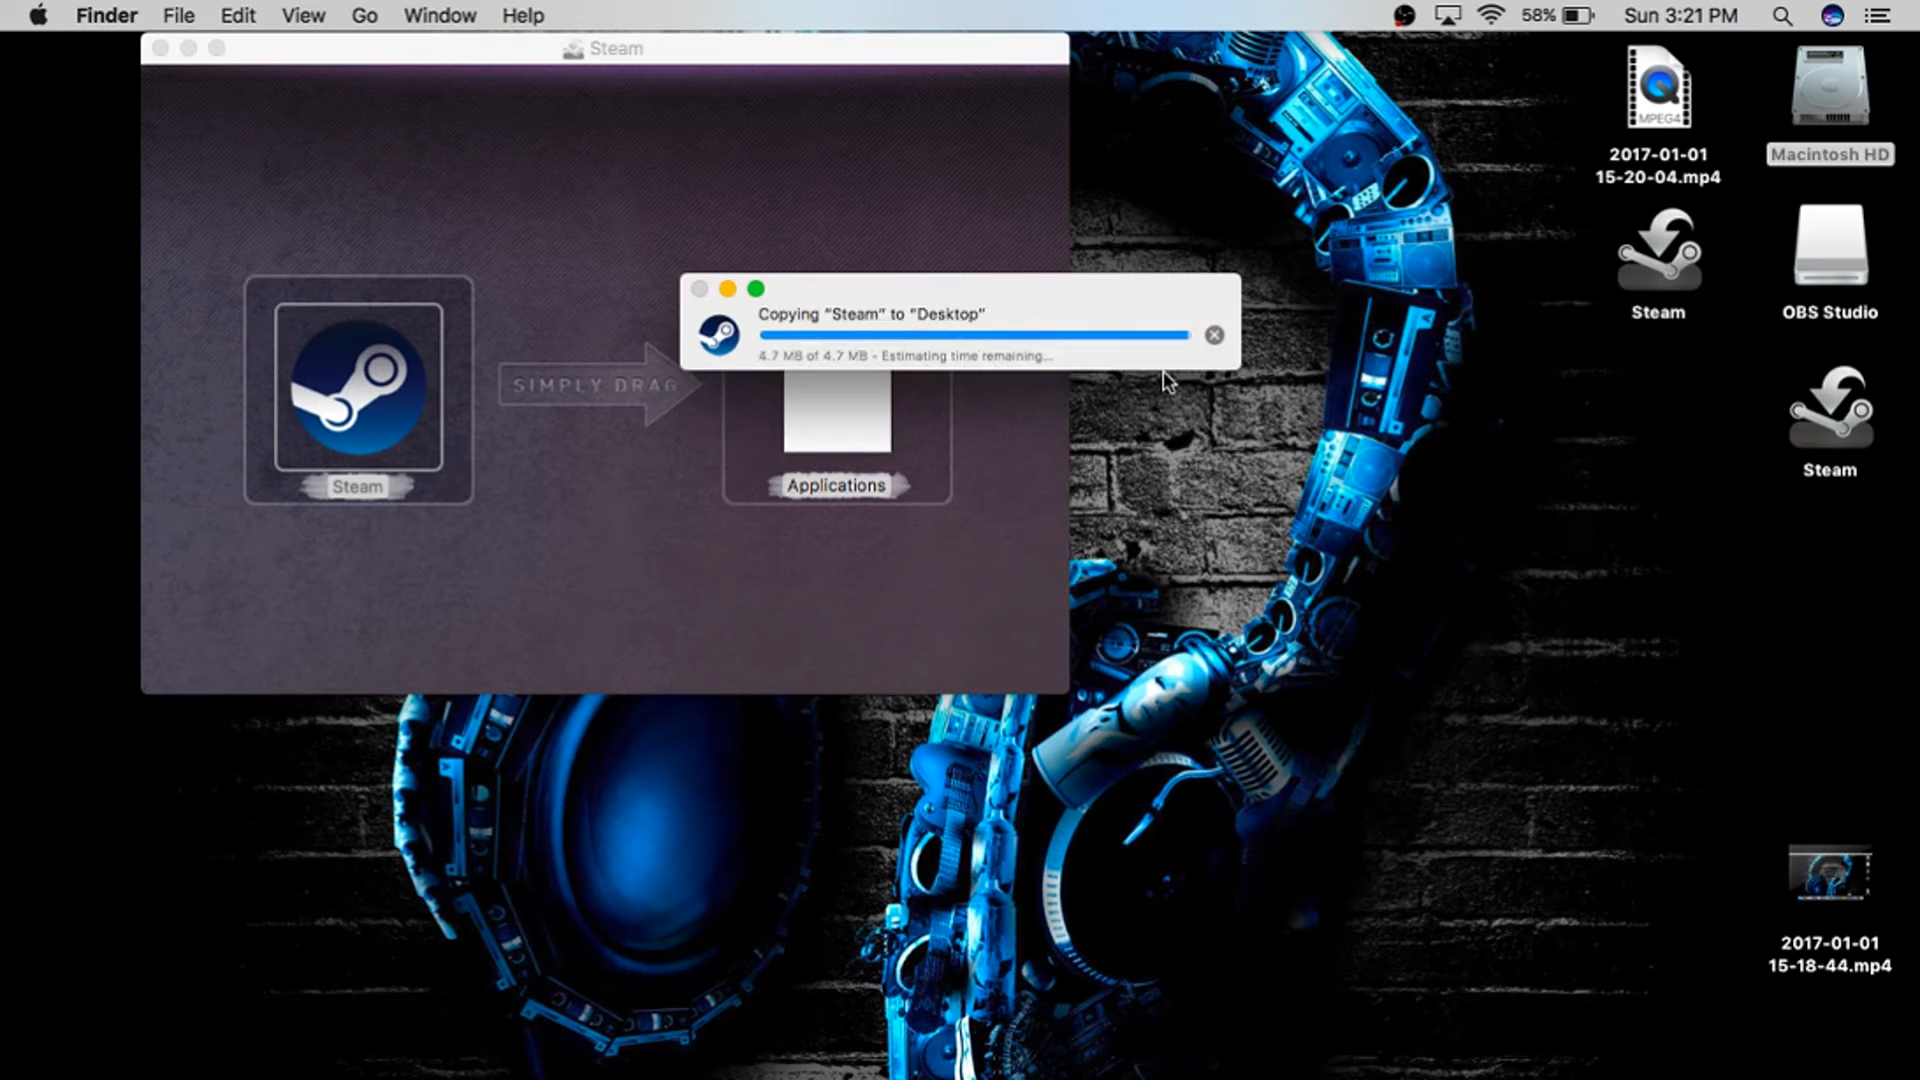 Finder File Edit View Go Window Help
58% Sun 3:21 PM
Steam
MPEG4
2017-01-01
15-20-04.mp4
Macintosh HD
Steam
OBS Studio
Copying “Steam” to “Desktop”
4.7 MB of 4.7 MB - Estimating time remaining...
SIMPLY DRAG
Steam
Applications
Steam
2017-01-01
15-18-44.mp4